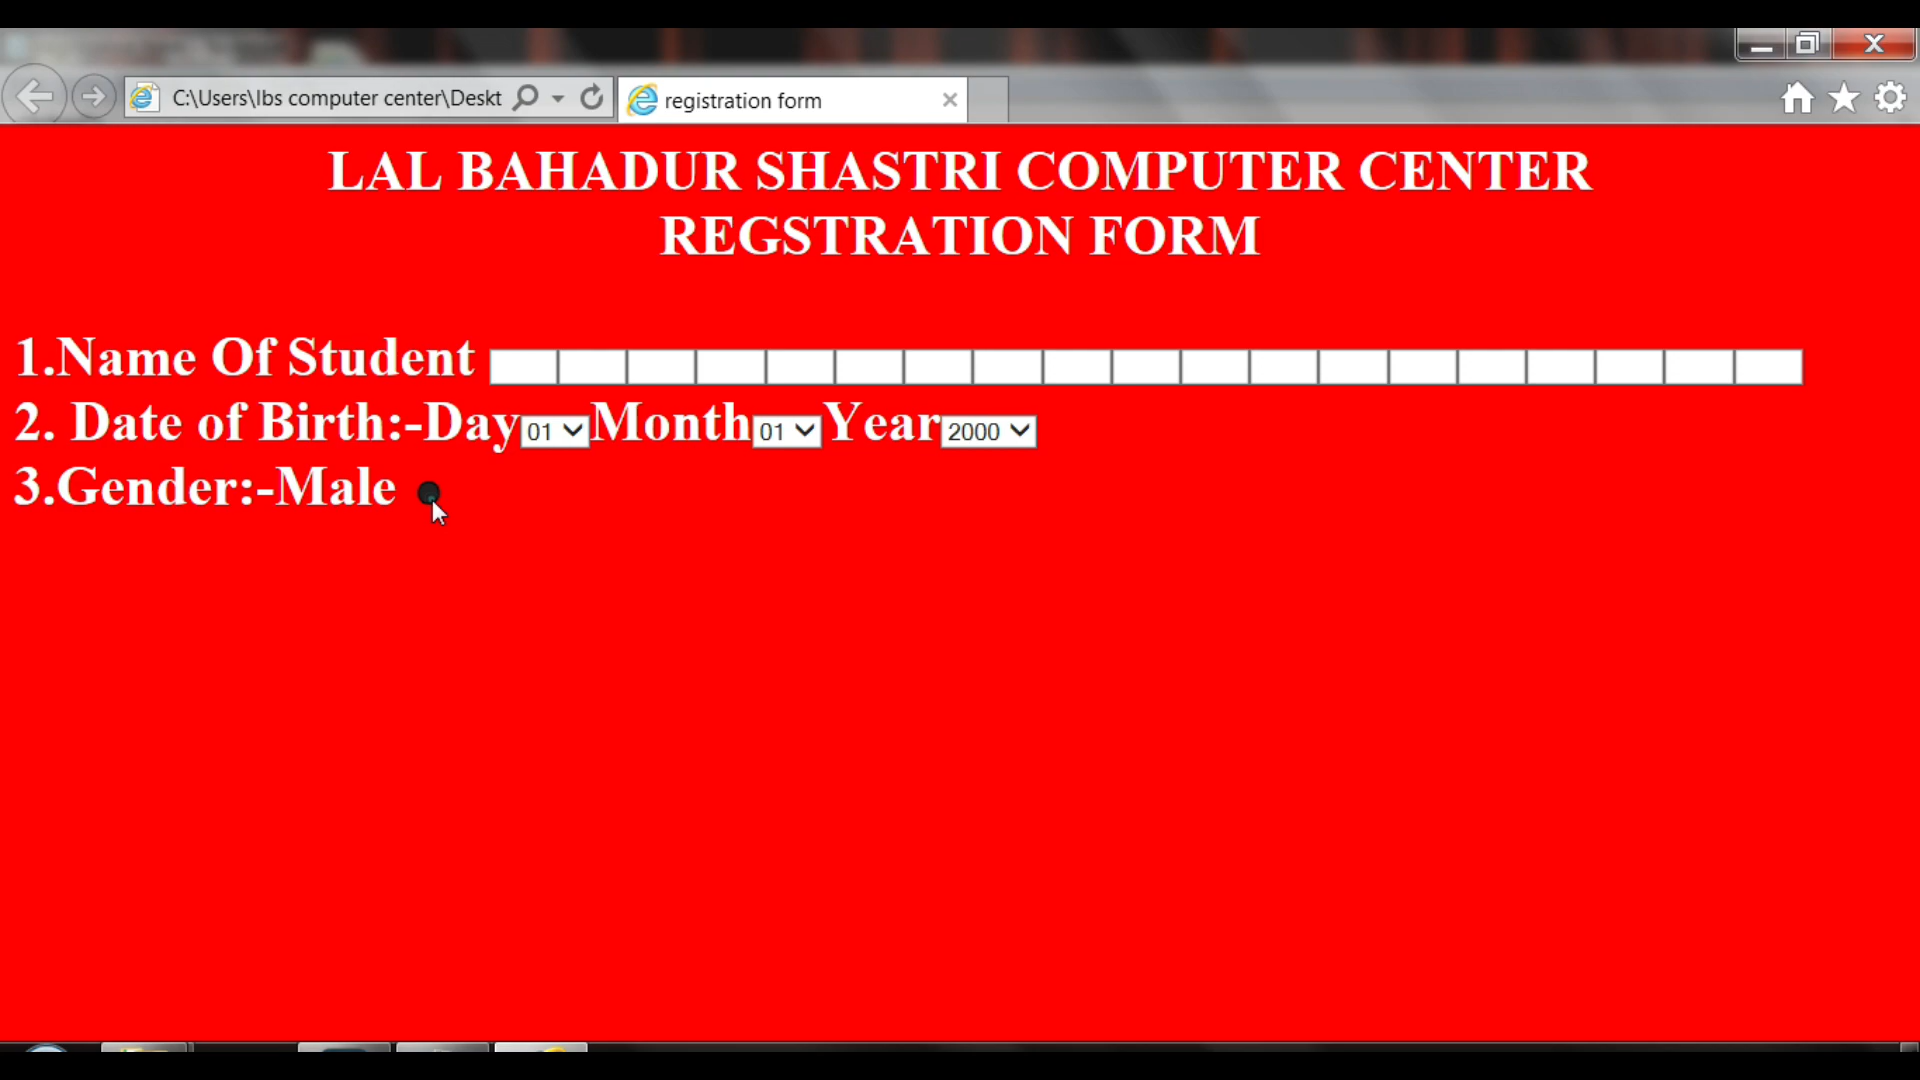 C:\Users\lbs computer center\Deskt
registration form
LAL BAHADUR SHASTRI COMPUTER CENTER
REGSTRATION FORM
1.Name Of Student
2. Date of Birth:-Day 01 Month 01 Year 2000
3.Gender:-Male